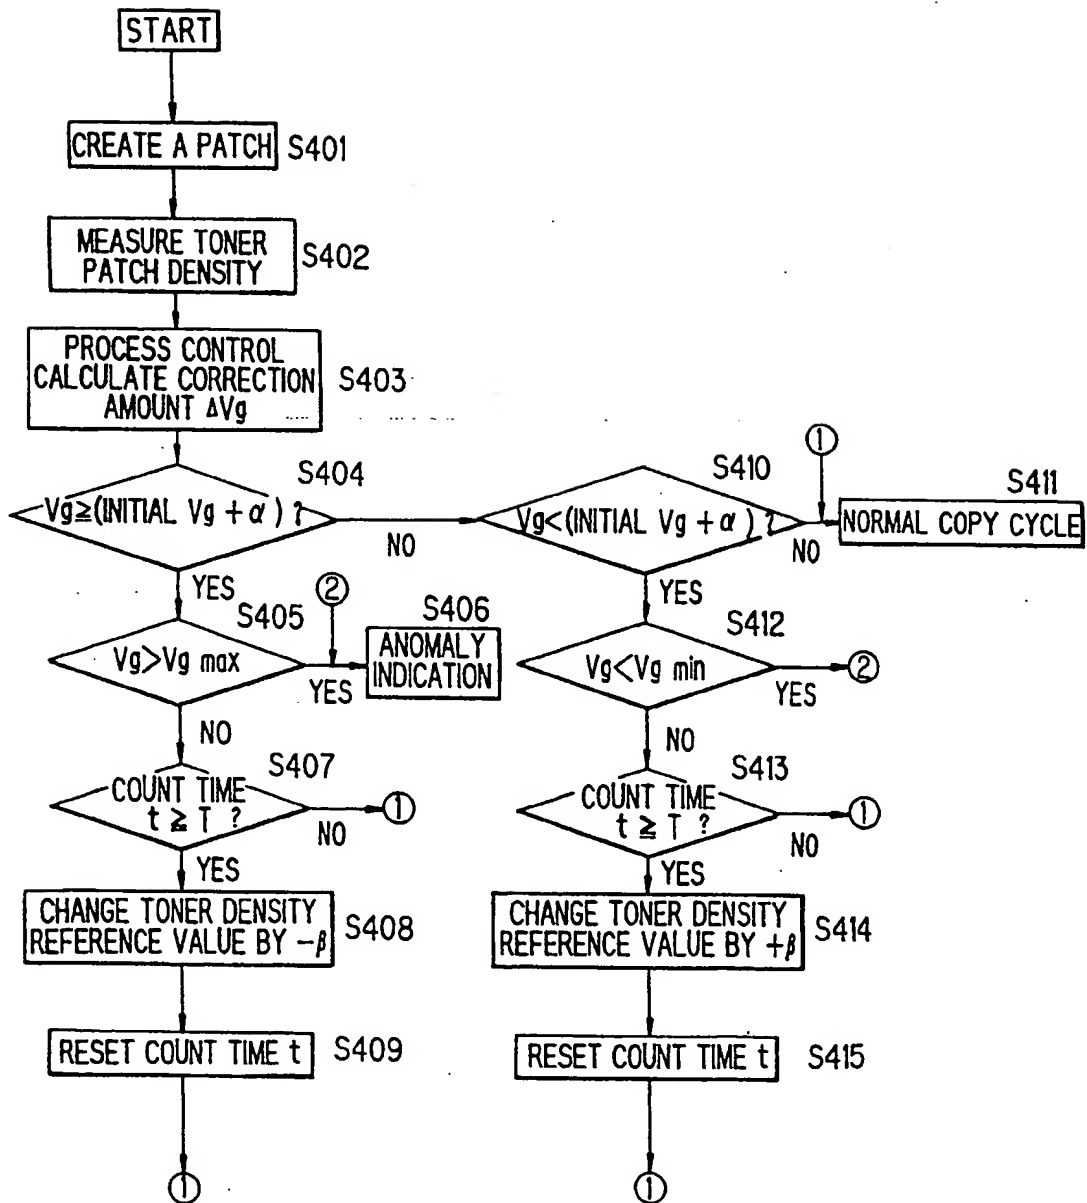 START
CREATE A PATCH
S401
MEASURE TONER
PATCH DENSITY
S402
PROCESS CONTROL
CALCULATE CORRECTION
AMOUNT ΔVg
S403
S404
Vg≧(INITIAL Vg + α) ?
NO
YES
S410
Vg<(INITIAL Vg + α) ?
NO
YES
①
S411
NORMAL COPY CYCLE
S405
Vg>Vg max
YES
NO
②
S406
ANOMALY
INDICATION
S412
Vg<Vg min
YES
②
NO
S407
COUNT TIME
t ≧ T ?
NO
①
YES
S413
COUNT TIME
t ≧ T ?
NO
①
YES
CHANGE TONER DENSITY
REFERENCE VALUE BY −β
S408
CHANGE TONER DENSITY
REFERENCE VALUE BY +β
S414
RESET COUNT TIME t
S409
RESET COUNT TIME t
S415
①
①